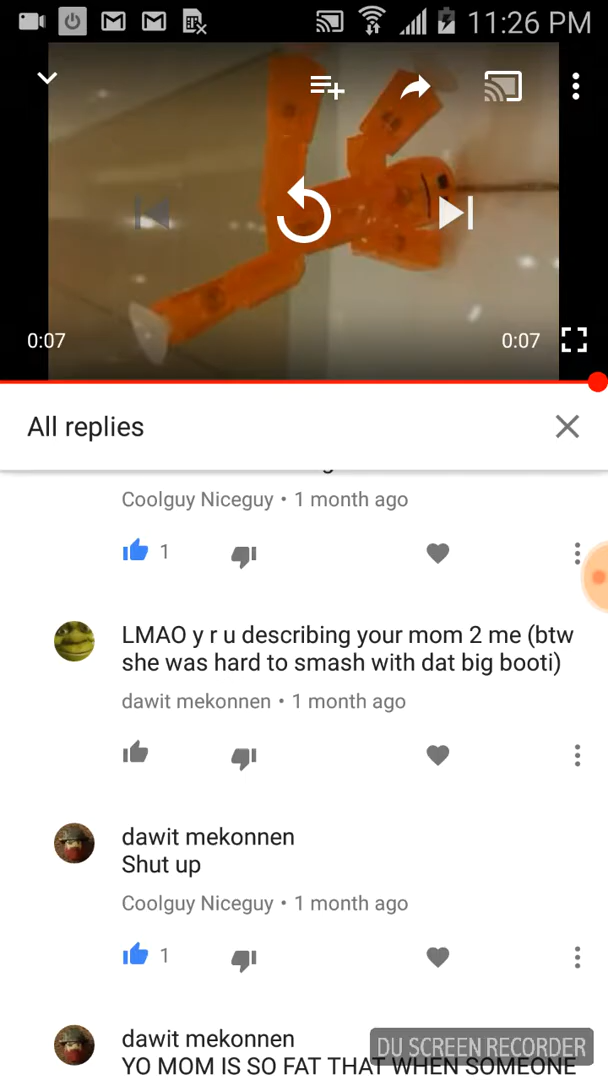 11:26 PM
0:07
0:07
All replies
Coolguy Niceguy • 1 month ago
1
LMAO y r u describing your mom 2 me (btw
she was hard to smash with dat big booti)
dawit mekonnen • 1 month ago
dawit mekonnen
Shut up
Coolguy Niceguy • 1 month ago
1
dawit mekonnen
DU SCREEN RECORDER
YO MOM IS SO FAT THAT WHEN SOMEONE